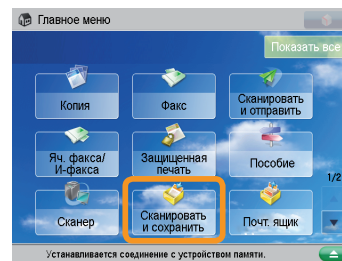 Главное меню
Показать все
Копия
Факс
Сканировать
и отправить
Яч. факса/
И-факса
Защищенная
печать
Пособие
1/2
Сканер
Сканировать
и сохранить
Почт. ящик
Устанавливается соединение с устройством памяти.